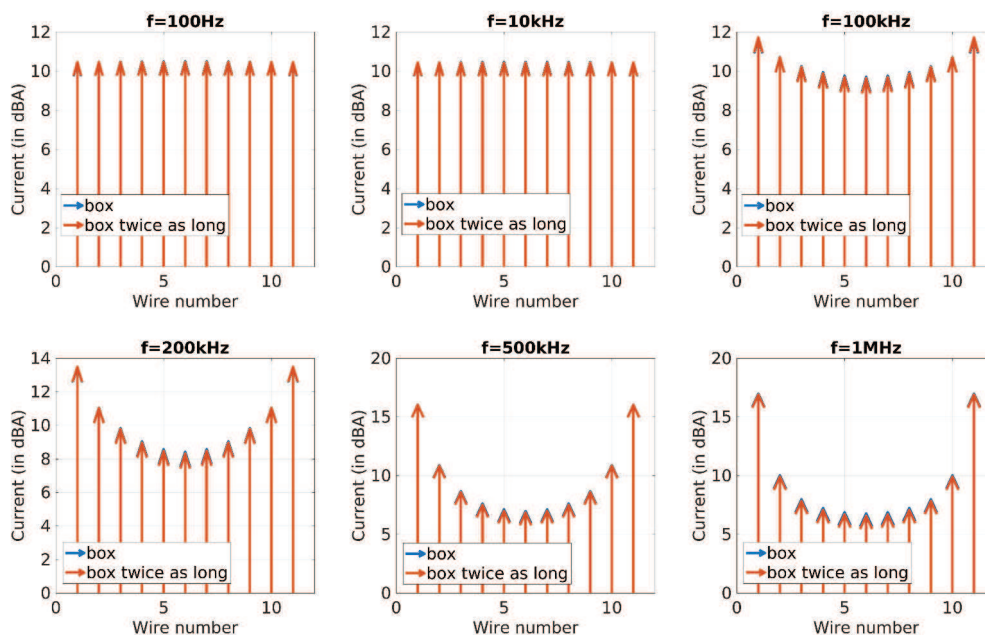 f=100Hz
12
10
8
6
4
2
0
Current (in dBA)
box
box twice as long
0 5 10
Wire number
f=10kHz
12
10
8
6
4
2
0
Current (in dBA)
box
box twice as long
0 5 10
Wire number
f=100kHz
12
10
8
6
4
2
0
Current (in dBA)
box
box twice as long
0 5 10
Wire number
f=200kHz
14
12
10
8
6
4
2
0
Current (in dBA)
box
box twice as long
0 5 10
Wire number
f=500kHz
20
15
10
5
0
Current (in dBA)
box
box twice as long
0 5 10
Wire number
f=1MHz
20
15
10
5
0
Current (in dBA)
box
box twice as long
0 5 10
Wire number